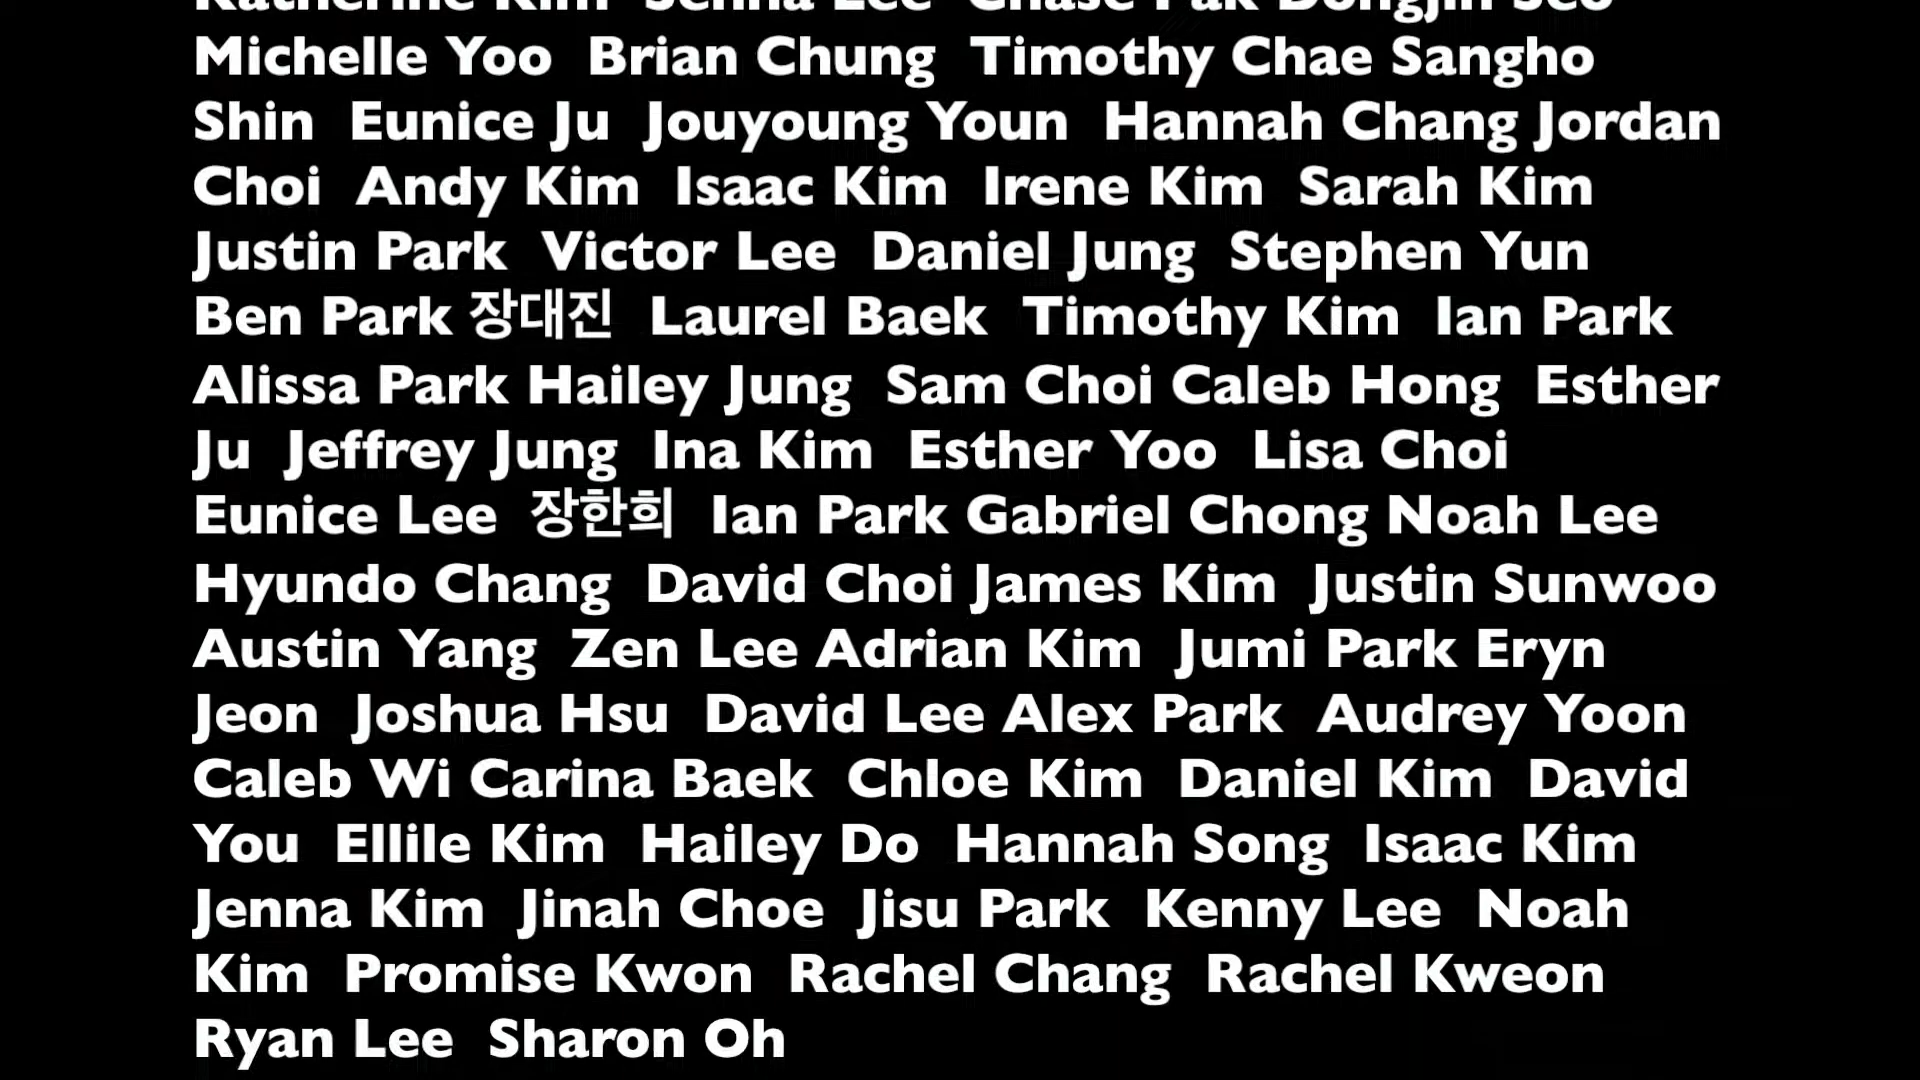 Katherine Kim  Senna Lee  Chase Pak Dongjin Seo
Michelle Yoo  Brian Chung  Timothy Chae Sangho
Shin  Eunice Ju  Jouyoung Youn  Hannah Chang Jordan
Choi  Andy Kim  Isaac Kim  Irene Kim  Sarah Kim
Justin Park  Victor Lee  Daniel Jung  Stephen Yun
Ben Park 장대진  Laurel Baek  Timothy Kim  Ian Park
Alissa Park Hailey Jung  Sam Choi Caleb Hong  Esther
Ju  Jeffrey Jung  Ina Kim  Esther Yoo  Lisa Choi
Eunice Lee  장한희  Ian Park Gabriel Chong Noah Lee
Hyundo Chang  David Choi James Kim  Justin Sunwoo
Austin Yang  Zen Lee Adrian Kim  Jumi Park Eryn
Jeon  Joshua Hsu  David Lee Alex Park  Audrey Yoon
Caleb Wi Carina Baek  Chloe Kim  Daniel Kim  David
You  Ellile Kim  Hailey Do  Hannah Song  Isaac Kim
Jenna Kim  Jinah Choe  Jisu Park  Kenny Lee  Noah
Kim  Promise Kwon  Rachel Chang  Rachel Kweon
Ryan Lee  Sharon Oh